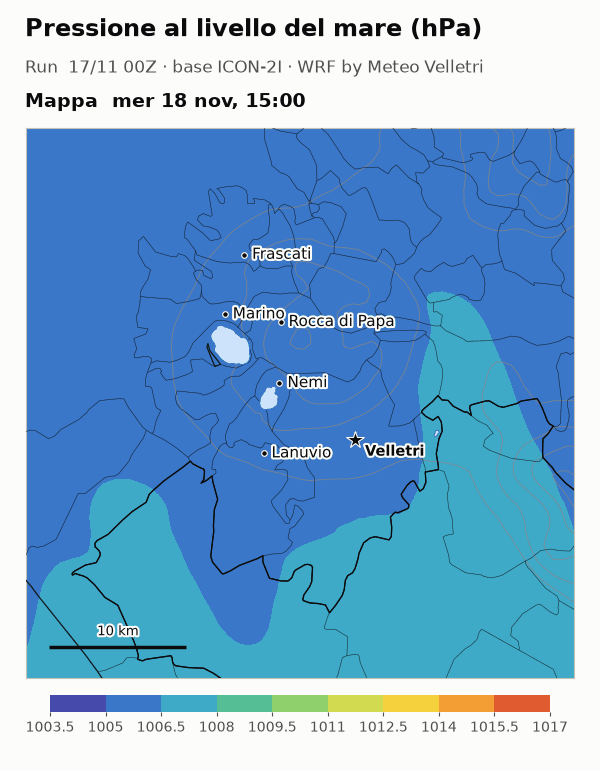 Pressione al livello del mare (hPa)
Run  17/11 00Z · base ICON-2I · WRF by Meteo Velletri
Mappa  mer 18 nov, 15:00
Frascati
Marino
Rocca di Papa
Nemi
Velletri
Lanuvio
10 km
1003.5 1005 1006.5 1008 1009.5 1011 1012.5 1014 1015.5 1017